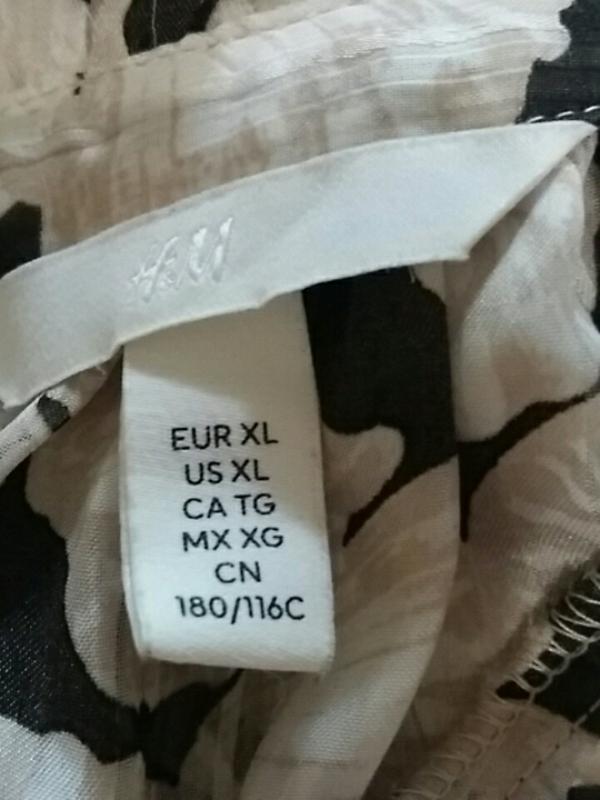 H&M
EUR XL
US XL
CA TG
MX XG
CN
180/116C